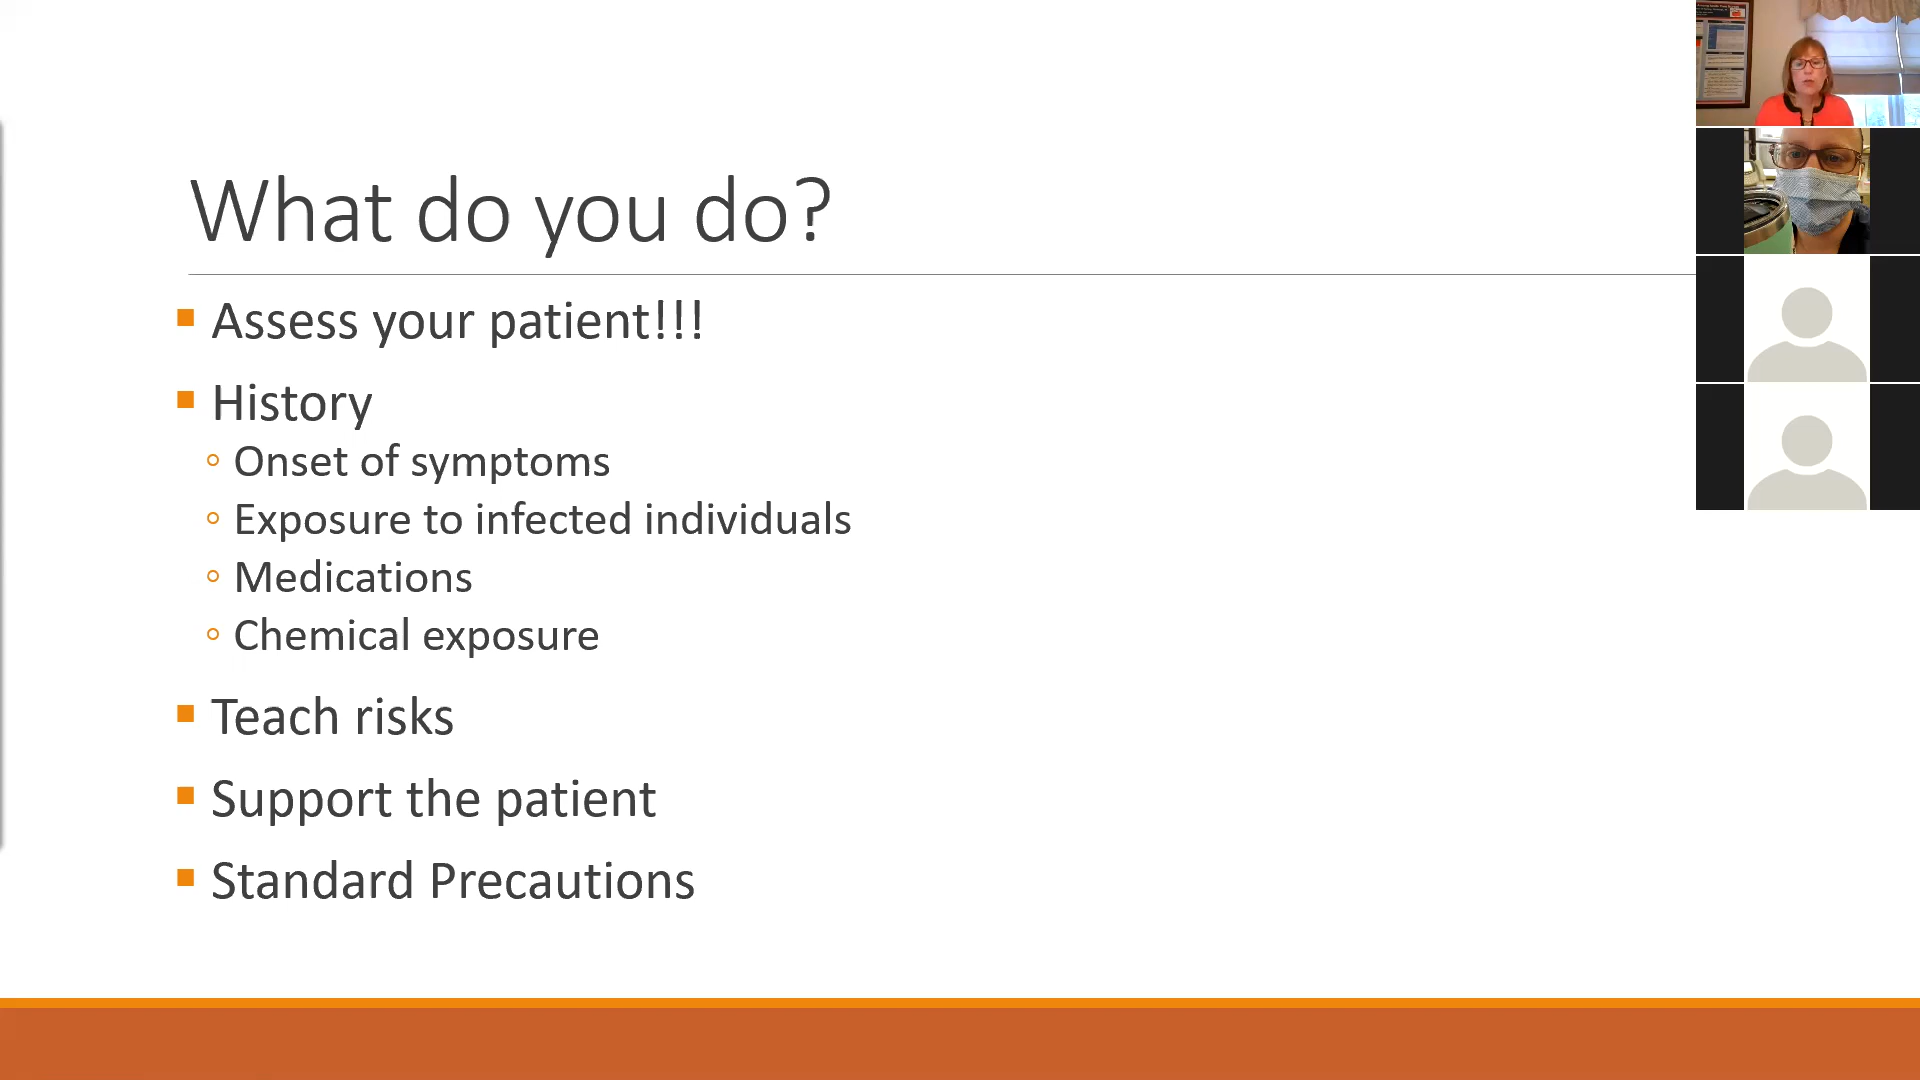 What do you do?
Assess your patient!!!
History
Onset of symptoms
Exposure to infected individuals
Medications
Chemical exposure
Teach risks
Support the patient
Standard Precautions